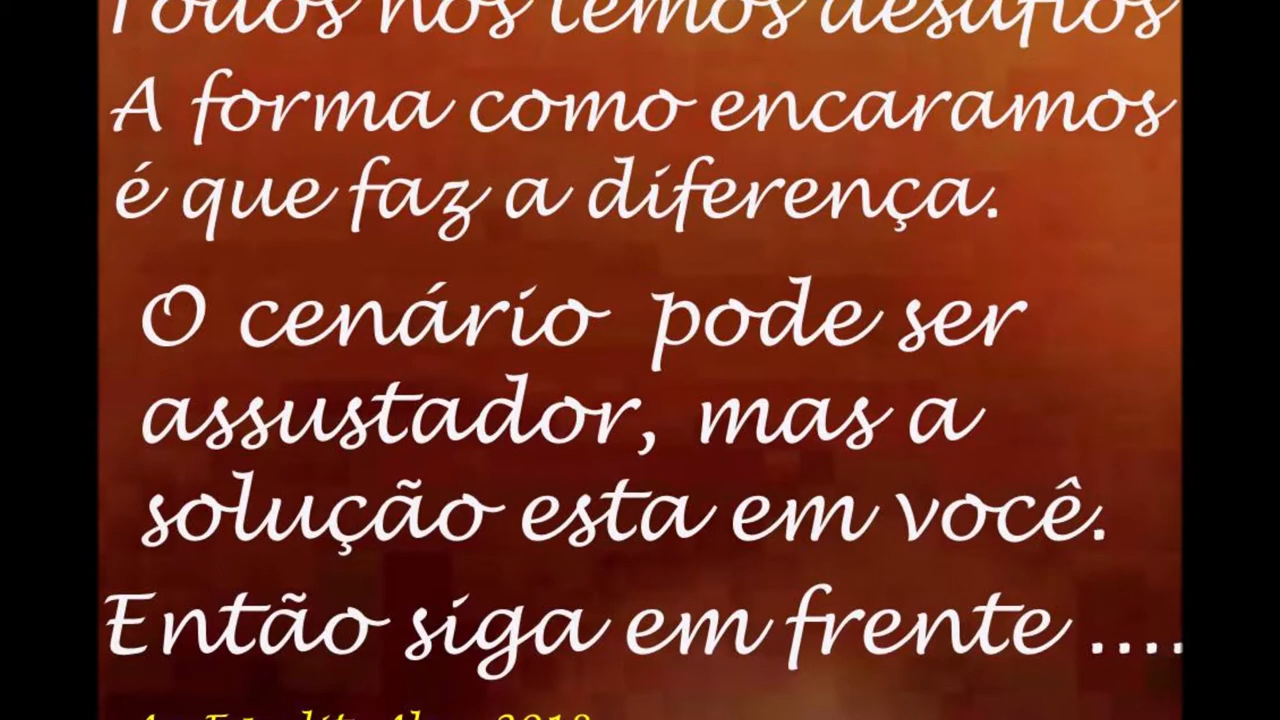 Todos nós temos desafios
A forma como encaramos
é que faz a diferença.
O cenário pode ser
assustador, mas a
solução esta em você.
Então siga em frente ....